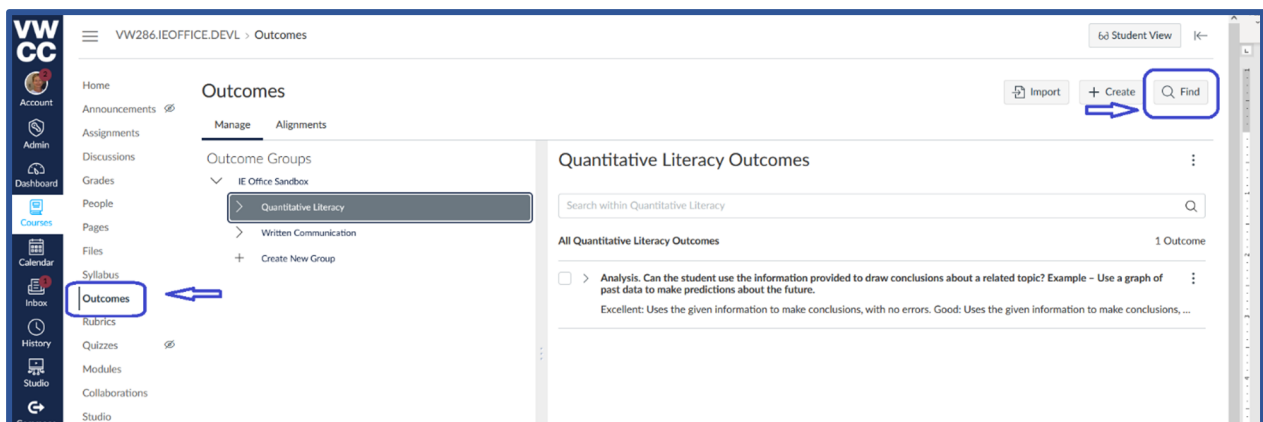 VW
CC
VW286.IEOFFICE.DEVL > Outcomes
Student View
Account
Admin
Dashboard
Courses
Calendar
1
Inbox
History
Studio
Home
Announcements
Assignments
Discussions
Grades
People
Pages
Files
Syllabus
Outcomes
Rubrics
Quizzes
Modules
Collaborations
Studio
Outcomes
Import
+ Create
Find
Manage Alignments
Outcome Groups
IE Office Sandbox
Quantitative Literacy
Written Communication
+ Create New Group
Quantitative Literacy Outcomes
Search within Quantitative Literacy
All Quantitative Literacy Outcomes 1 Outcome
Analysis. Can the student use the information provided to draw conclusions about a related topic? Example – Use a graph of
past data to make predictions about the future.
Excellent: Uses the given information to make conclusions, with no errors. Good: Uses the given information to make conclusions, ...